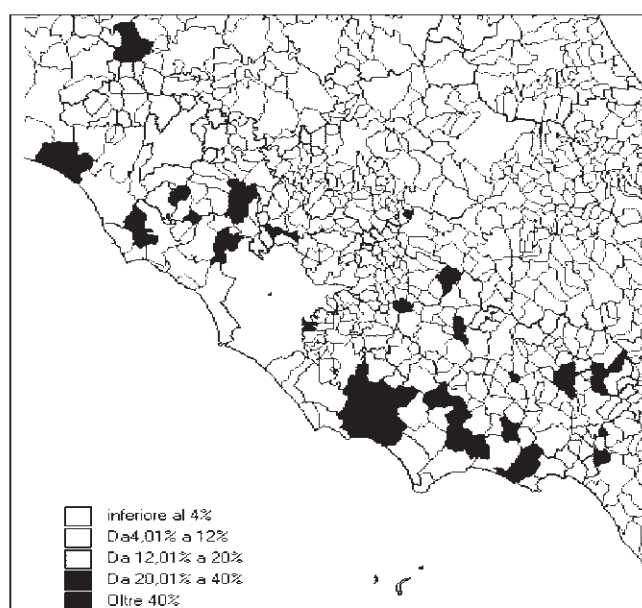 inferiore al 4%
Da4,01% a 12%
Da 12,01% a 20%
Da 20,01% a 40%
Oltre 40%